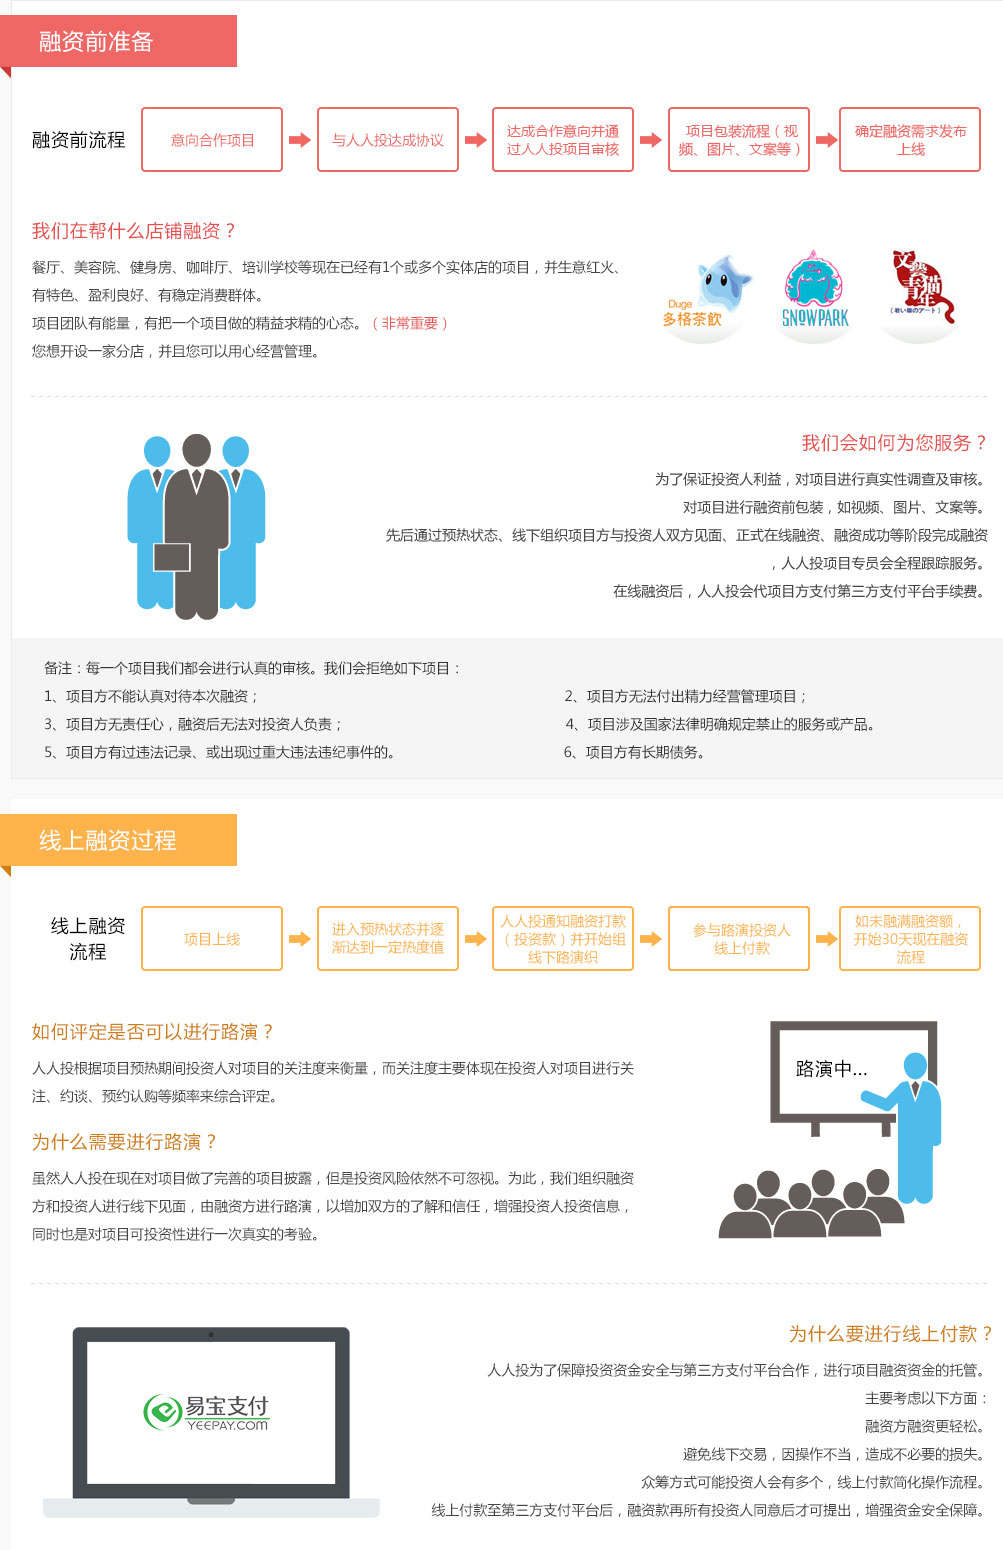 融资前准备
融资前流程
意向合作项目
与人人投达成协议
达成合作意向并通
过人人投项目审核
项目包装流程（视
频、图片、文案等）
确定融资需求发布
上线
我们在帮什么店铺融资？
餐厅、美容院、健身房、咖啡厅、培训学校等现在已经有1个或多个实体店的项目，并生意红火、
有特色、盈利良好、有稳定消费群体。
项目团队有能量，有把一个项目做的精益求精的心态。（非常重要）
您想开设一家分店，并且您可以用心经营管理。
Duge
多格茶飲
SNOWPARK
文艺
青年
猫
我们会如何为您服务？
为了保证投资人利益，对项目进行真实性调查及审核。
对项目进行融资前包装，如视频、图片、文案等。
先后通过预热状态、线下组织项目方与投资人双方见面、正式在线融资、融资成功等阶段完成融资
，人人投项目专员会全程跟踪服务。
在线融资后，人人投会代项目方支付第三方支付平台手续费。
备注：每一个项目我们都会进行认真的审核。我们会拒绝如下项目：
1、项目方不能认真对待本次融资；
2、项目方无法付出精力经营管理项目；
3、项目方无责任心，融资后无法对投资人负责；
4、项目涉及国家法律明确规定禁止的服务或产品。
5、项目方有过违法记录、或出现过重大违法违纪事件的。
6、项目方有长期债务。
线上融资过程
线上融资
流程
项目上线
进入预热状态并逐
渐达到一定热度值
人人投通知融资打款
（投资款）并开始组
线下路演织
参与路演投资人
线上付款
如未融满融资额，
开始30天现在融资
流程
如何评定是否可以进行路演？
人人投根据项目预热期间投资人对项目的关注度来衡量，而关注度主要体现在投资人对项目进行关
注、约谈、预约认购等频率来综合评定。
为什么需要进行路演？
虽然人人投在现在对项目做了完善的项目披露，但是投资风险依然不可忽视。为此，我们组织融资
方和投资人进行线下见面，由融资方进行路演，以增加双方的了解和信任，增强投资人投资信息，
同时也是对项目可投资性进行一次真实的考验。
路演中...
易宝支付
YEEPAY.COM
为什么要进行线上付款？
人人投为了保障投资资金安全与第三方支付平台合作，进行项目融资资金的托管。
主要考虑以下方面：
融资方融资更轻松。
避免线下交易，因操作不当，造成不必要的损失。
众筹方式可能投资人会有多个，线上付款简化操作流程。
线上付款至第三方支付平台后，融资款再所有投资人同意后才可提出，增强资金安全保障。